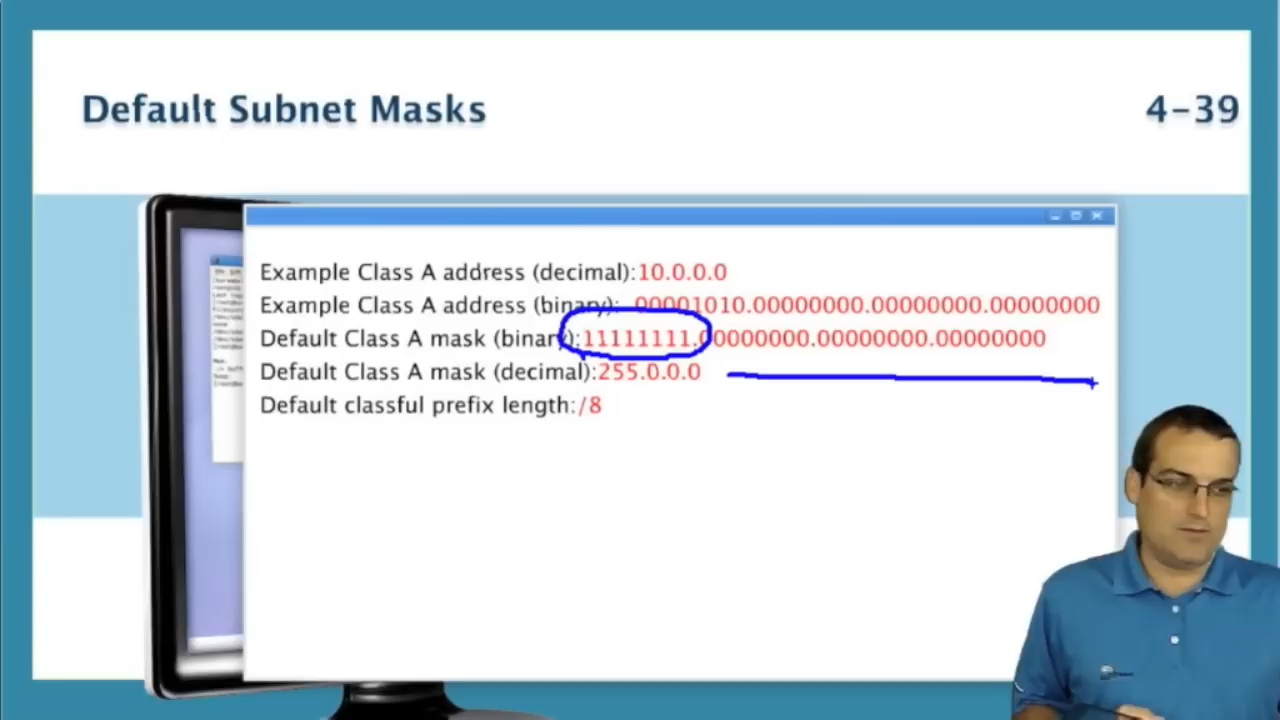 Default Subnet Masks
4-39
Example Class A address (decimal):10.0.0.0
Example Class A address (binary): 00001010.00000000.00000000.00000000
Default Class A mask (binary):11111111.00000000.00000000.00000000
Default Class A mask (decimal):255.0.0.0
Default classful prefix length:/8